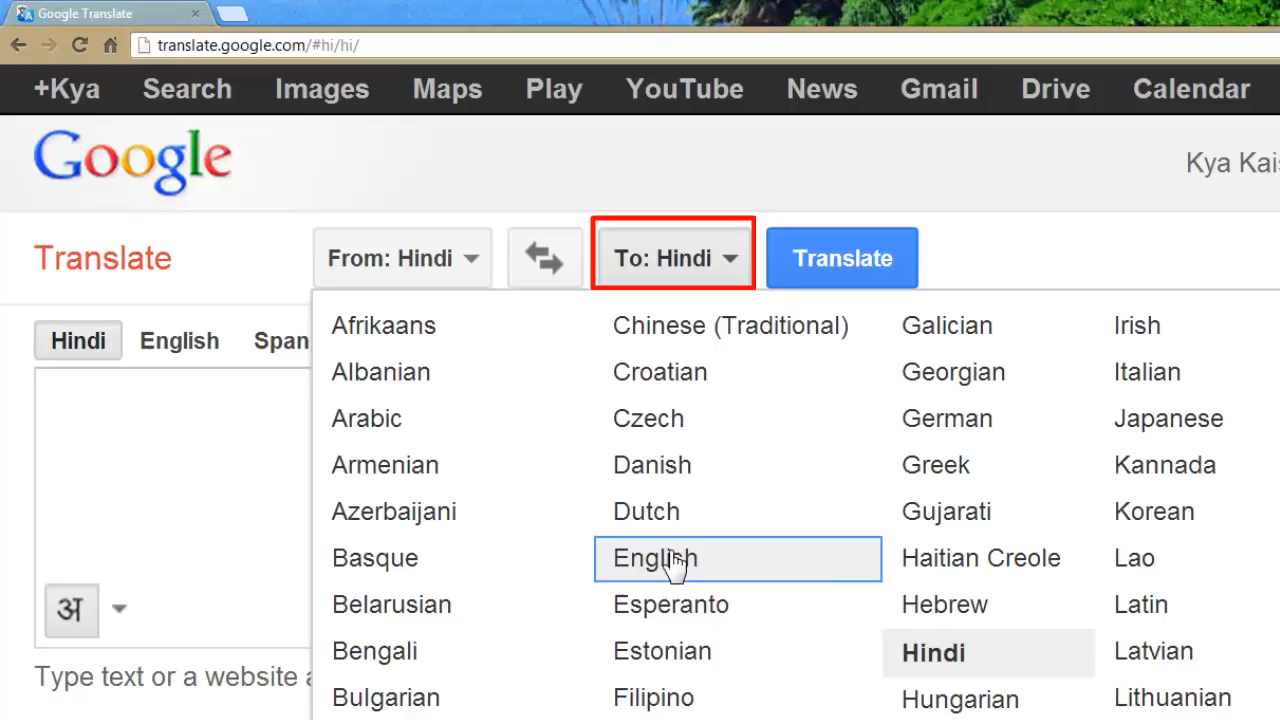 Google Translate
translate.google.com/#hi/hi/
+Kya Search Images Maps Play YouTube News Gmail Drive Calendar
Google
Kya
Translate From: Hindi To: Hindi Translate
Hindi English
Afrikaans Chinese (Traditional) Galician Irish
Albanian Croatian Georgian Italian
Arabic Czech German Japanese
Armenian Danish Greek Kannada
Azerbaijani Dutch Gujarati Korean
Basque English Haitian Creole Lao
Belarusian Esperanto Hebrew Latin
Bengali Estonian Hindi Latvian
Bulgarian Filipino Hungarian Lithuanian
अ
Type text or a website